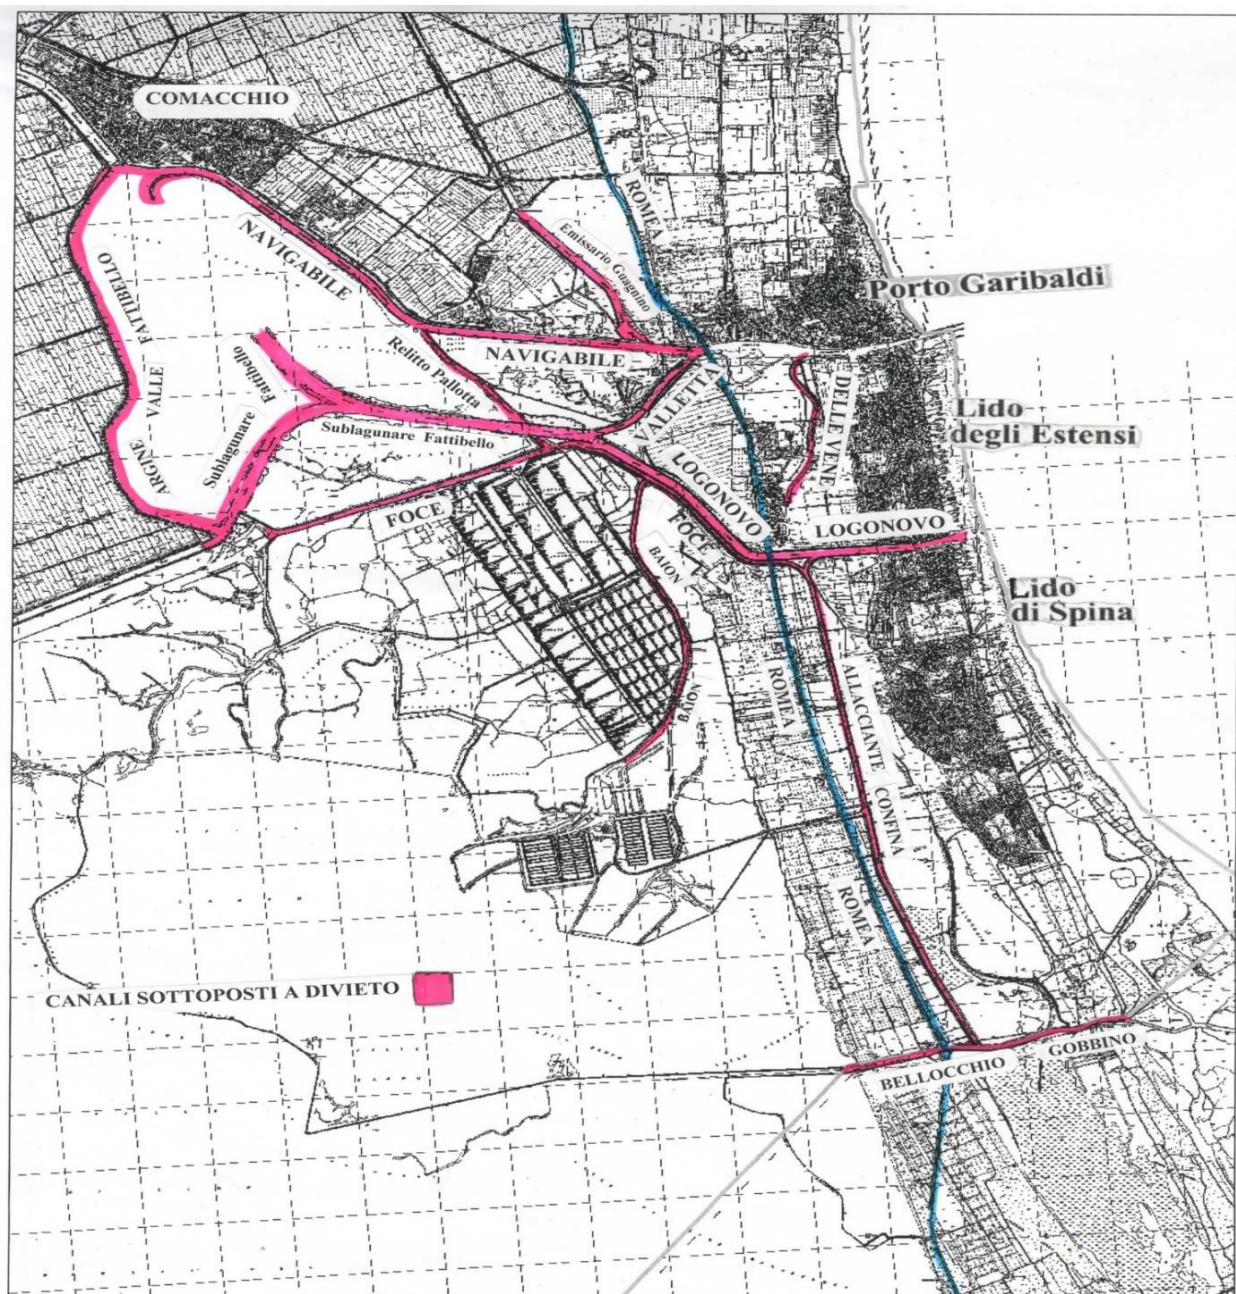 COMACCHIO
ROMEA
NAVIGABILE
Emissario Guagnino
Porto Garibaldi
FATTIBELLO
VALLE
ARGINE
Fattibello
Sublagunare
Relitto Pallotta
NAVIGABILE
VALLETTA
DELLE VENE
Lido
degli Estensi
Sublagunare Fattibello
FOCE
LOGONOVO
FOCE
LOGONOVO
BAION
Lido
di Spina
BAION
ROMEA
ALLACCIANTE CONFINA
ROMEA
CANALI SOTTOPOSTI A DIVIETO
BELLOCCHIO
GOBBINO